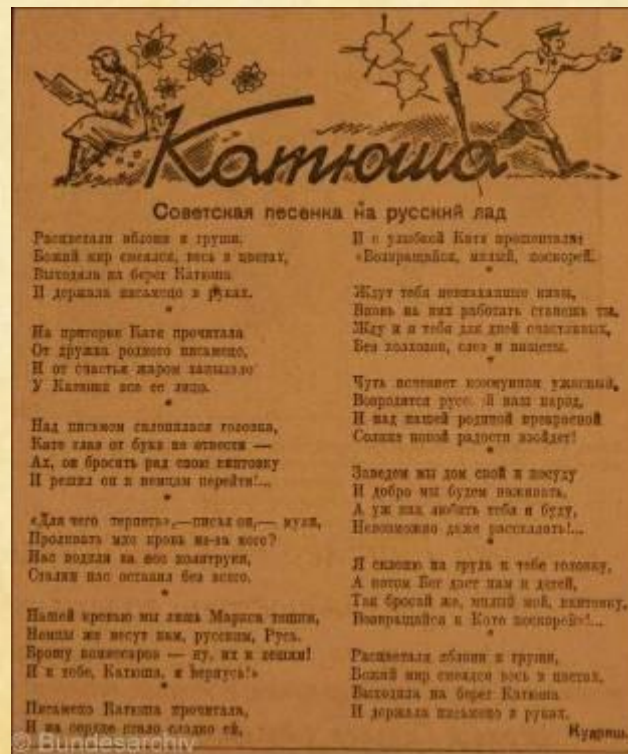 Катюша
Советская песенка на русский лад
Расцветали яблони и груши,
Божий мир смеялся, весь в цветах,
Выходила на берег Катюша
И держала письмецо в руках.
*
На пригорке Катя прочитала
От дружка родного письмецо,
И от счастья жаром запылало
У Катюши все ее лицо.
*
Над письмом склонилася головка,
Кате глаз от букв не отвести —
Ах, он бросить рад свою винтовку
И решил он к немцам перейти!...
*
«Для чего терпеть»,—писал он,— муки,
Проливать мне кровь из-за кого?
Нас водили за нос политруки,
Сталин нас оставил без всего.
*
Нашей кровью мы лишь Маркса тешим,
Немцы же несут нам, русским, Русь.
Брошу комиссаров — ну, их к лешим!
И к тебе, Катюша, я вернусь!»
*
Письмецо Катюша прочитала,
И на сердце стало сладко ей,
И с улыбкой Катя прошептала:
«Возвращайся, милый, поскорей.
*
Ждут тебя невспаханные нивы,
Вновь на них работать станешь ты,
Жду и я тебя для дней счастливых,
Без колхозов, слез и нищеты.
*
Чуть исчезнет коммунизм ужасный,
Возродится наш народ,
И над нашей родиной прекрасной
Солнце новой радости взойдет!
*
Заведем мы дом свой и посуду
И добро мы будем наживать,
А уж как любить тебя я буду,
Невозможно даже рассказать!...
*
Я склоню на грудь к тебе головку,
А потом Бог даст нам и детей,
Так бросай же, милый мой, винтовку,
Возвращайся к Кате поскорей!...
*
Расцветали яблони и груши,
Божий мир смеялся весь в цветах,
Выходила на берег Катюша
И держала письмецо в руках.
Кудряш.
© Bundesarchiv